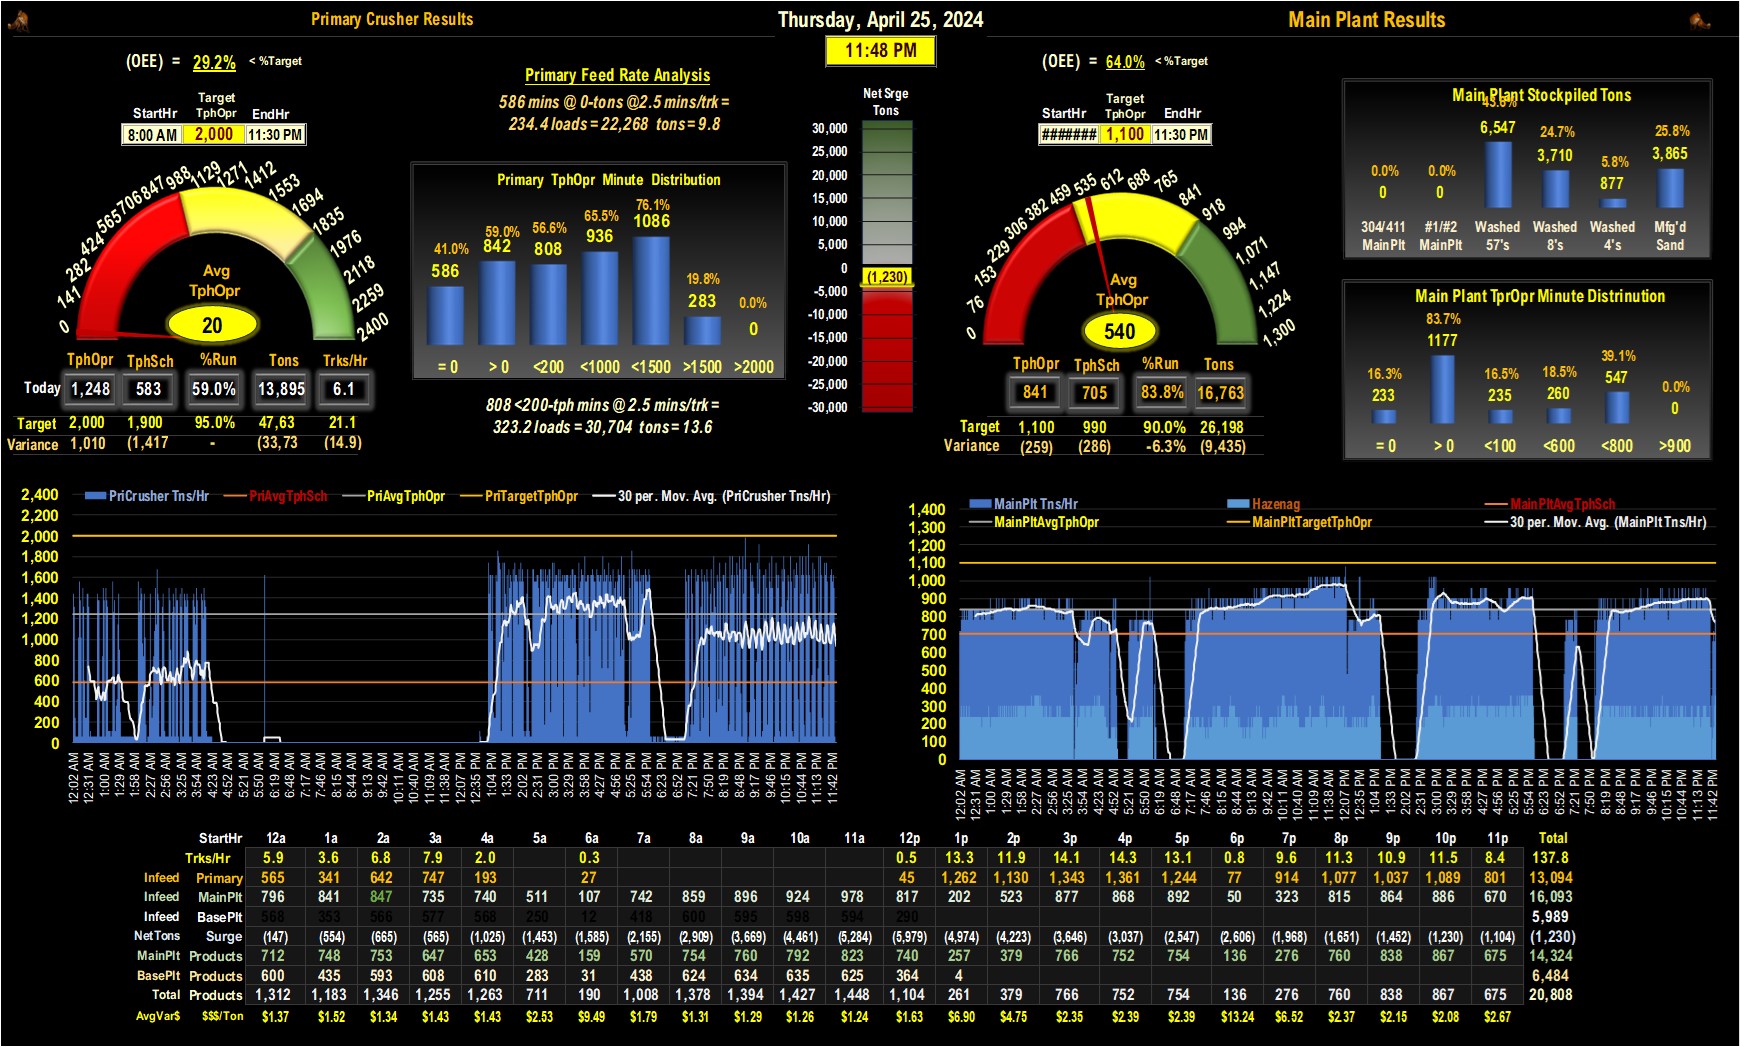 Primary Crusher Results
Thursday, April 25, 2024
Main Plant Results
11:48 PM
(OEE) = 29.2% < %Target
StartHr Target TphOpr EndHr
8:00 AM 2,000 11:30 PM
0 141 282 424 565 706 847 988 1129 1271 1412 1553 1694 1835 1976 2118 2259 2400
Avg
TphOpr
20
TphOpr TphSch %Run Tons Trks/Hr
Today 1,248 583 59.0% 13,895 6.1
Target 2,000 1,900 95.0% 47,63 21.1
Variance 1,010 (1,417 - (33,73 (14.9)
Primary Feed Rate Analysis
586 mins @ 0-tons @2.5 mins/trk =
234.4 loads = 22,268 tons = 9.8
Primary TphOpr Minute Distribution
41.0% 59.0% 56.6% 65.5% 76.1% 19.8% 0.0%
586 842 808 936 1086 283 0
= 0 > 0 <200 <1000 <1500 >1500 >2000
808 <200-tph mins @ 2.5 mins/trk =
323.2 loads = 30,704 tons = 13.6
Net Srge
Tons
30,000
25,000
20,000
15,000
10,000
5,000
0
(1,230)
-5,000
-10,000
-15,000
-20,000
-25,000
-30,000
(OEE) = 64.0% < %Target
StartHr Target TphOpr EndHr
####### 1,100 11:30 PM
0 76 153 229 306 382 459 535 612 688 765 841 918 994 1,071 1,147 1,224 1,300
Avg
TphOpr
540
TphOpr TphSch %Run Tons
841 705 83.8% 16,763
Target 1,100 990 90.0% 26,198
Variance (259) (286) -6.3% (9,435)
Main Plant Stockpiled Tons
0.0% 0.0% 24.7% 5.8% 25.8%
0 0 6,547 3,710 877 3,865
304/411 #1/#2 Washed Washed Washed Mfg'd
MainPlt MainPlt 57's 8's 4's Sand
Main Plant TprOpr Minute Distrinution
16.3% 83.7% 16.5% 18.5% 39.1% 0.0%
233 1177 235 260 547 0
= 0 > 0 <100 <600 <800 >900
PriCrusher Tns/Hr PriAvgTphSch PriAvgTphOpr PriTargetTphOpr 30 per. Mov. Avg. (PriCrusher Tns/Hr)
2,400
2,200
2,000
1,800
1,600
1,400
1,200
1,000
800
600
400
200
0
12:02 AM 12:31 AM 1:00 AM 1:29 AM 1:58 AM 2:27 AM 2:56 AM 3:25 AM 3:54 AM 4:23 AM 4:52 AM 5:21 AM 5:50 AM 6:19 AM 6:48 AM 7:17 AM 7:46 AM 8:15 AM 8:44 AM 9:13 AM 9:42 AM 10:11 AM 10:40 AM 11:09 AM 11:38 AM 12:07 PM 12:35 PM 1:04 PM 1:33 PM 2:02 PM 2:31 PM 3:00 PM 3:29 PM 3:58 PM 4:27 PM 4:56 PM 5:25 PM 5:54 PM 6:23 PM 6:52 PM 7:21 PM 7:50 PM 8:19 PM 8:48 PM 9:17 PM 9:46 PM 10:15 PM 10:44 PM 11:13 PM 11:42 PM
MainPlt Tns/Hr Hazenag MainPltAvgTphSch
MainPltAvgTphOpr MainPltTargetTphOpr 30 per. Mov. Avg. (MainPlt Tns/Hr)
1,400
1,300
1,200
1,100
1,000
900
800
700
600
500
400
300
200
100
0
12:02 AM 12:31 AM 1:00 AM 1:29 AM 1:58 AM 2:27 AM 2:56 AM 3:25 AM 3:54 AM 4:23 AM 4:52 AM 5:21 AM 5:50 AM 6:19 AM 6:48 AM 7:17 AM 7:46 AM 8:15 AM 8:44 AM 9:13 AM 9:42 AM 10:11 AM 10:40 AM 11:09 AM 11:38 AM 12:07 PM 12:35 PM 1:04 PM 1:33 PM 2:02 PM 2:31 PM 3:00 PM 3:29 PM 3:58 PM 4:27 PM 4:56 PM 5:25 PM 5:54 PM 6:23 PM 6:52 PM 7:21 PM 7:50 PM 8:19 PM 8:48 PM 9:17 PM 9:46 PM 10:15 PM 10:44 PM 11:13 PM 11:42 PM
StartHr 12a 1a 2a 3a 4a 5a 6a 7a 8a 9a 10a 11a 12p 1p 2p 3p 4p 5p 6p 7p 8p 9p 10p 11p Total
Trks/Hr 5.9 3.6 6.8 7.9 2.0 0.3 0.5 13.3 11.9 14.1 14.3 13.1 0.8 9.6 11.3 10.9 11.5 8.4 137.8
Infeed Primary 565 341 642 747 193 27 45 1,262 1,130 1,343 1,361 1,244 77 914 1,077 1,037 1,089 801 13,094
Infeed MainPlt 796 841 847 735 740 511 107 742 859 896 924 978 817 202 523 877 868 892 50 323 815 864 886 670 16,093
Infeed BasePlt 568 353 566 577 568 250 12 418 600 595 598 594 290 5,989
NetTons Surge (147) (554) (665) (565) (1,025) (1,453) (1,585) (2,155) (2,909) (3,669) (4,461) (5,284) (5,979) (4,974) (4,223) (3,646) (3,037) (2,547) (2,606) (1,968) (1,651) (1,452) (1,230) (1,104) (1,230)
MainPlt Products 712 748 753 647 653 428 159 570 754 760 792 823 740 257 379 766 752 754 136 276 760 838 867 675 14,324
BasePlt Products 600 435 593 608 610 283 31 438 624 634 635 625 364 4 6,484
Total Products 1,312 1,183 1,346 1,255 1,263 711 190 1,008 1,378 1,394 1,427 1,448 1,104 261 379 766 752 754 136 276 760 838 867 675 20,808
AvgVar$ $$$/Ton $1.37 $1.52 $1.34 $1.43 $1.43 $2.53 $9.49 $1.79 $1.31 $1.29 $1.26 $1.24 $1.63 $6.90 $4.75 $2.35 $2.39 $2.39 $13.24 $6.52 $2.37 $2.15 $2.08 $2.67